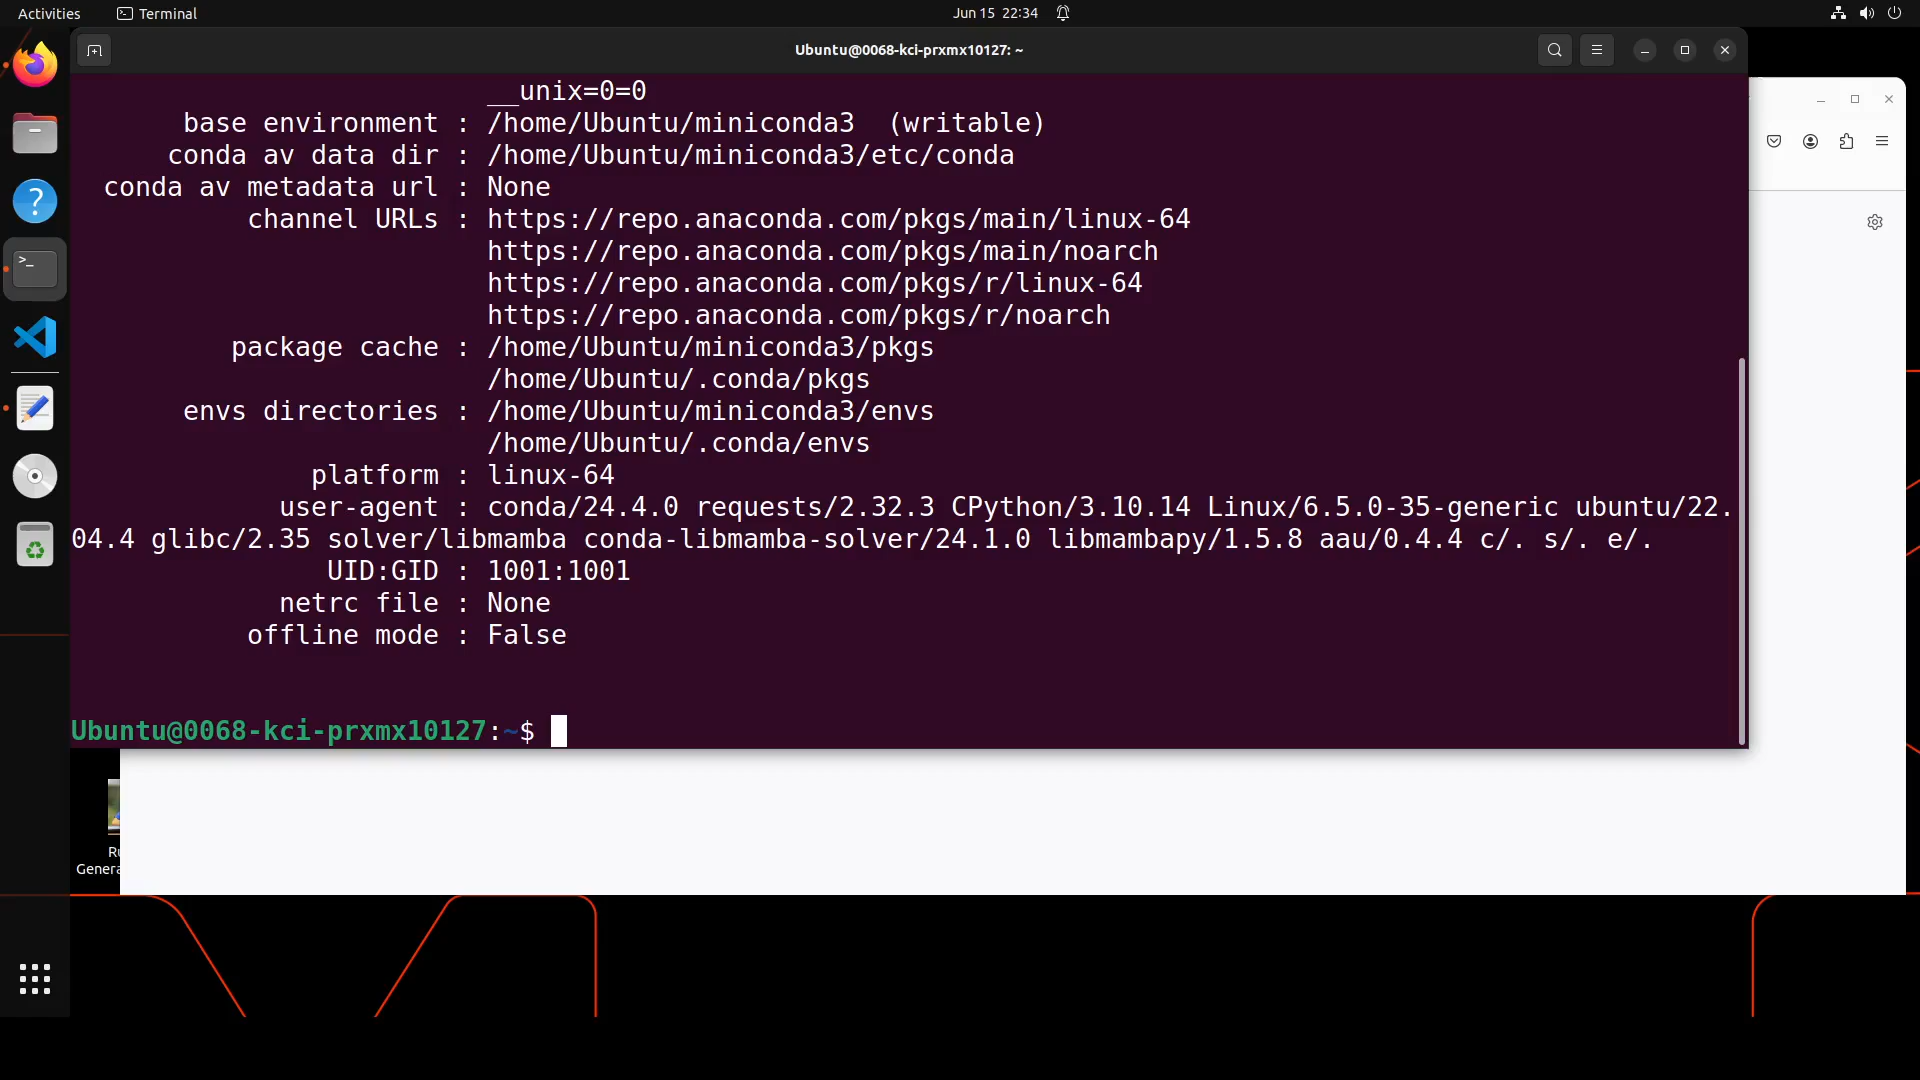 Activities
Terminal
Jun 15 22:34
Ubuntu@0068-kci-prxmx10127: ~
__unix=0=0
base environment : /home/Ubuntu/miniconda3  (writable)
conda av data dir : /home/Ubuntu/miniconda3/etc/conda
conda av metadata url : None
channel URLs : https://repo.anaconda.com/pkgs/main/linux-64
https://repo.anaconda.com/pkgs/main/noarch
https://repo.anaconda.com/pkgs/r/linux-64
https://repo.anaconda.com/pkgs/r/noarch
package cache : /home/Ubuntu/miniconda3/pkgs
/home/Ubuntu/.conda/pkgs
envs directories : /home/Ubuntu/miniconda3/envs
/home/Ubuntu/.conda/envs
platform : linux-64
user-agent : conda/24.4.0 requests/2.32.3 CPython/3.10.14 Linux/6.5.0-35-generic ubuntu/22.
04.4 glibc/2.35 solver/libmamba conda-libmamba-solver/24.1.0 libmambapy/1.5.8 aau/0.4.4 c/. s/. e/.
UID:GID : 1001:1001
netrc file : None
offline mode : False
Ubuntu@0068-kci-prxmx10127:~$